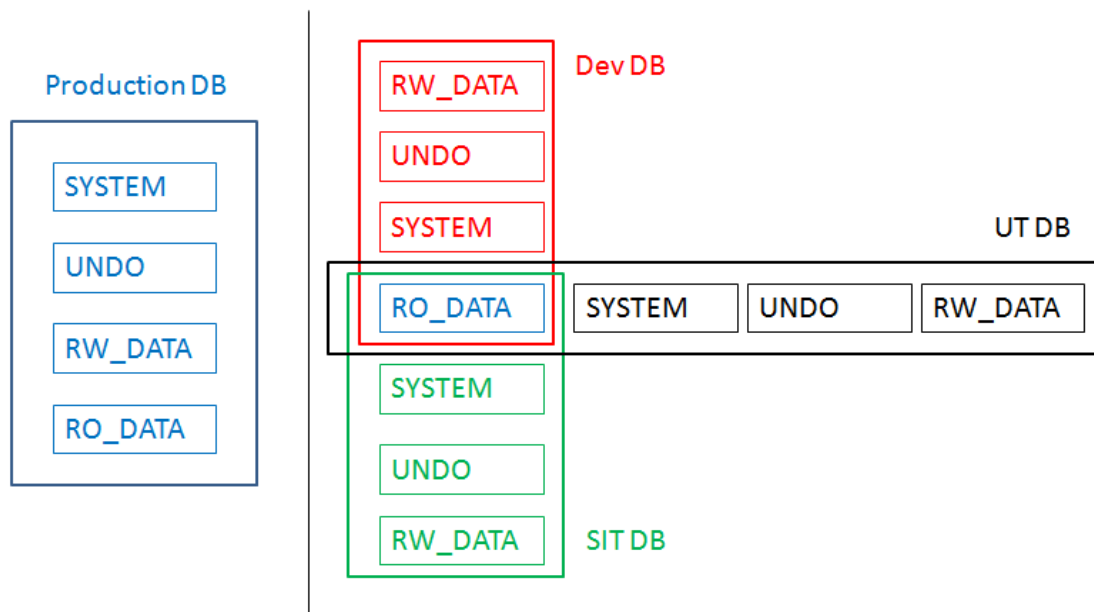 Production DB
SYSTEM
UNDO
RW_DATA
RO_DATA
Dev DB
RW_DATA
UNDO
SYSTEM
UT DB
RO_DATA
SYSTEM
UNDO
RW_DATA
SYSTEM
UNDO
RW_DATA
SIT DB